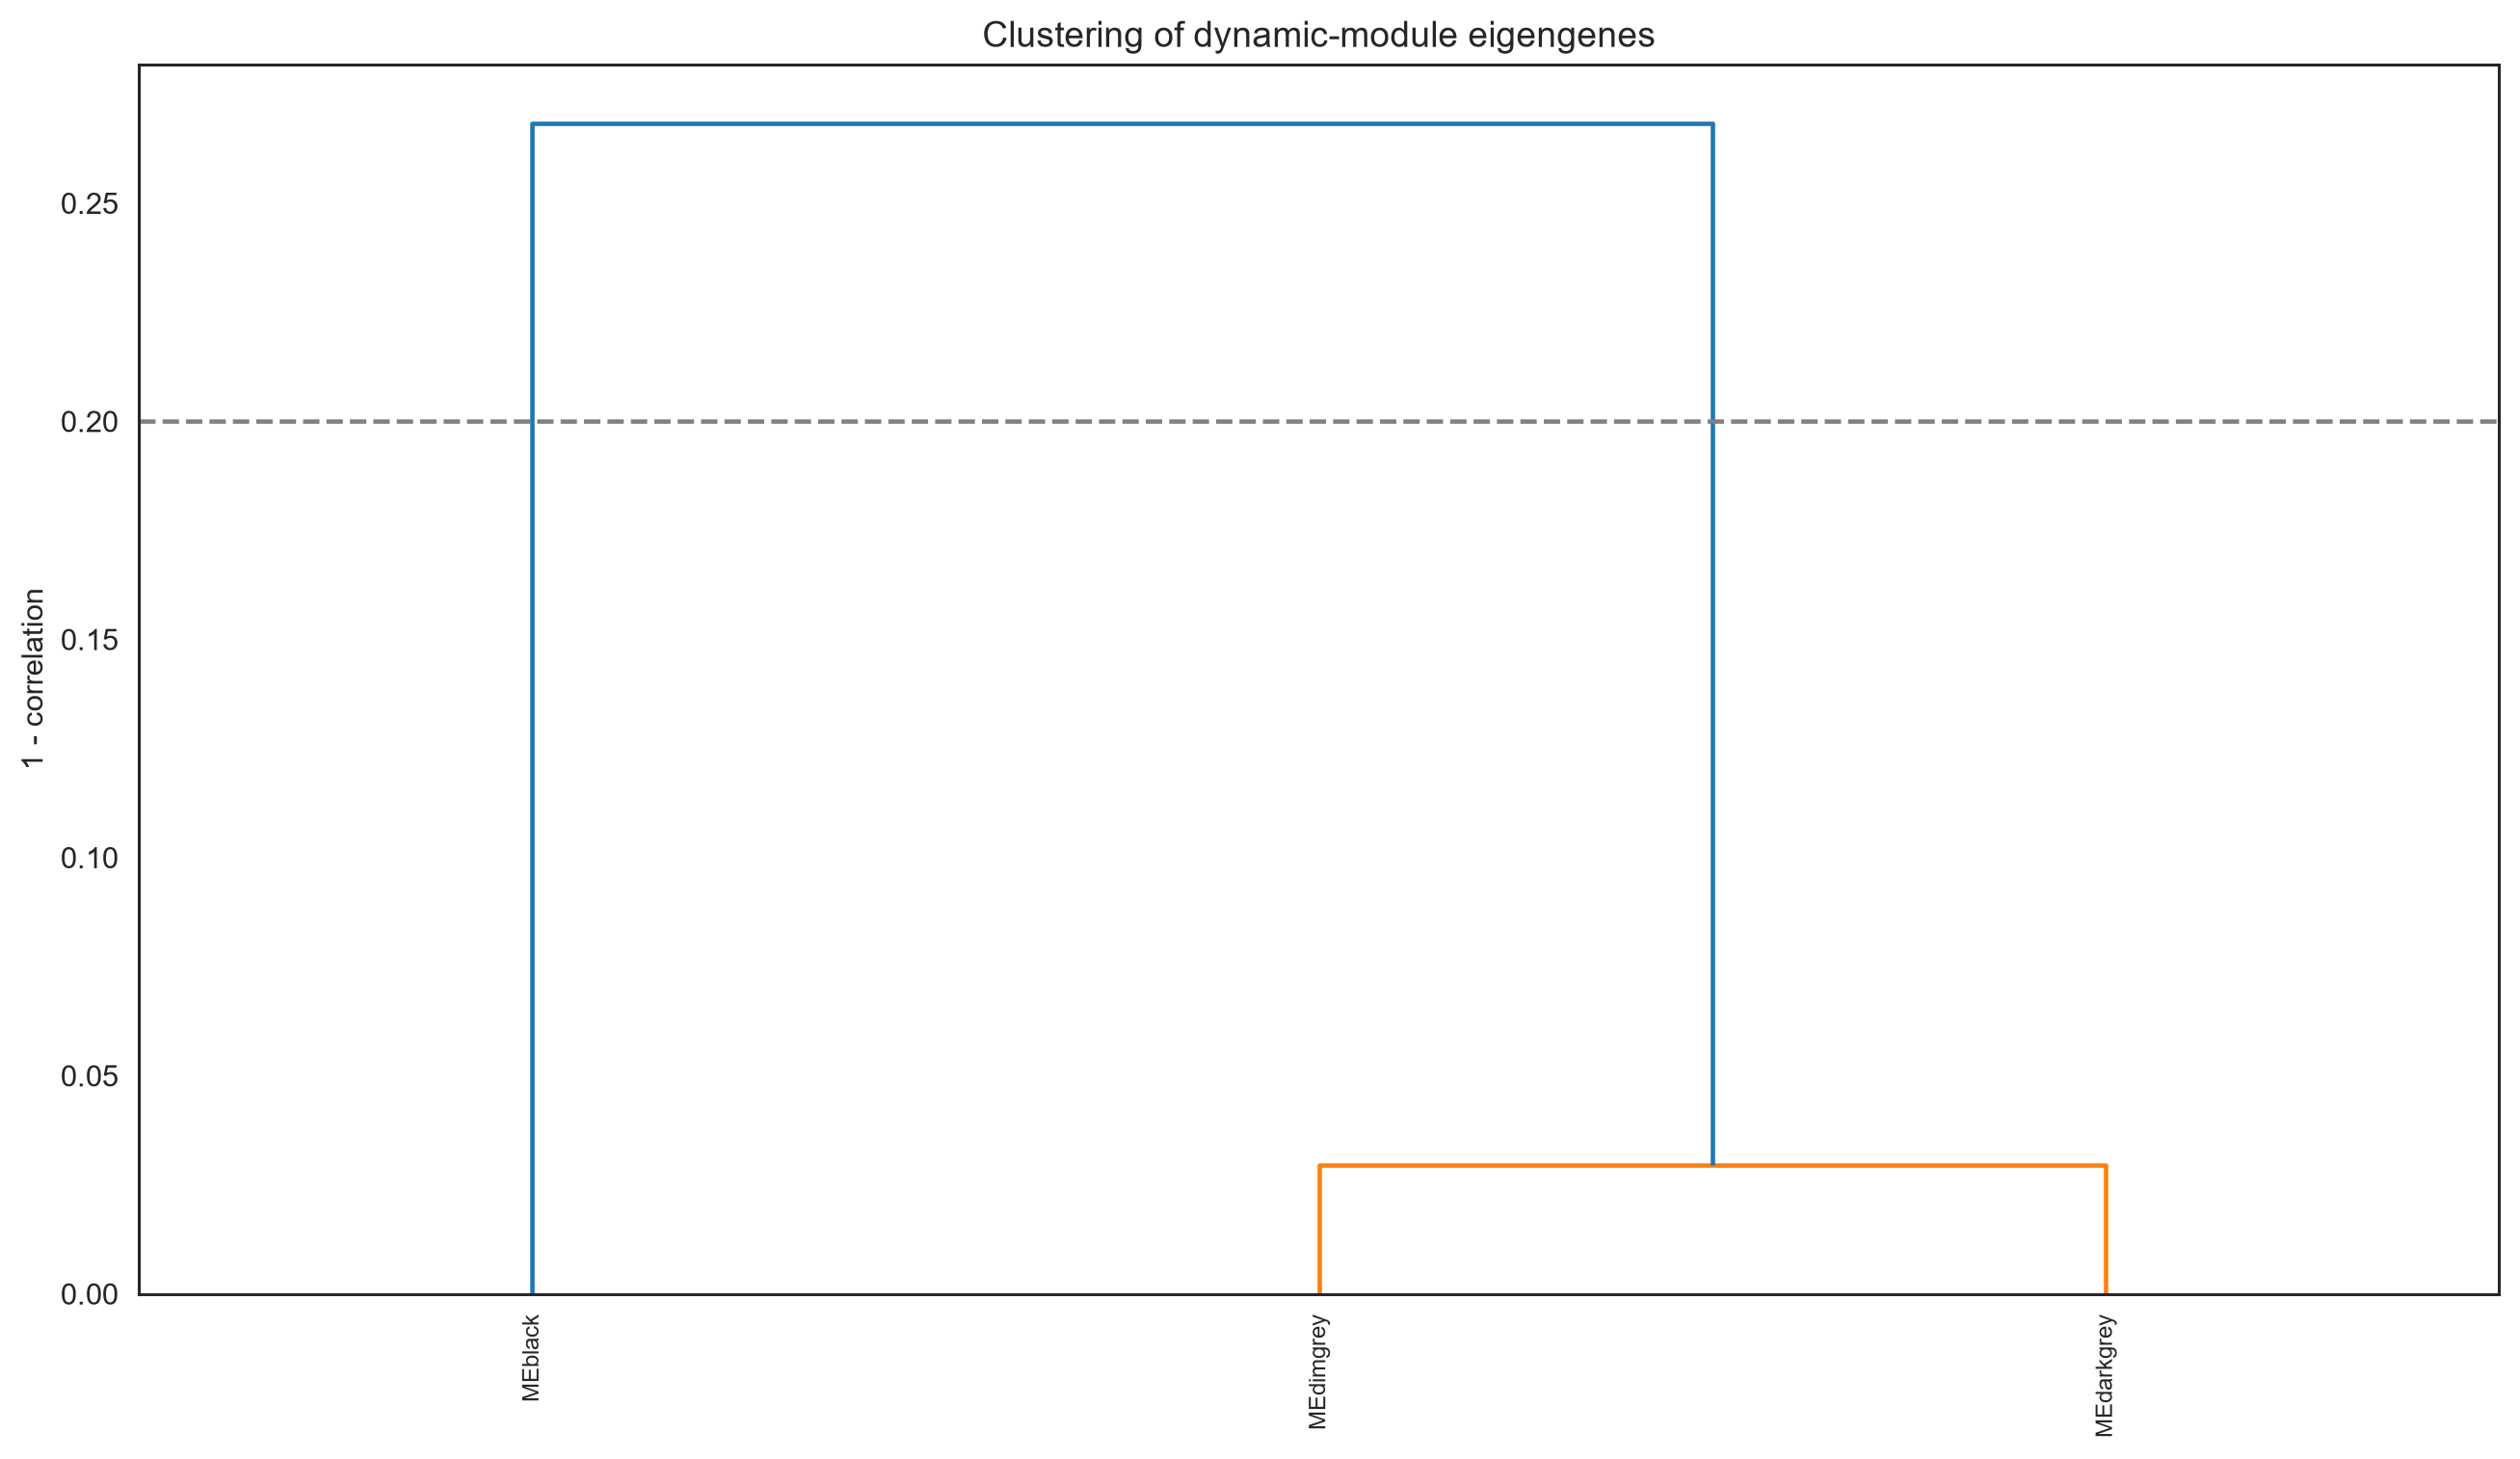 Clustering of dynamic-module eigengenes
0.25
0.20
0.15
0.10
0.05
0.00
1 - correlation
MEblack
MEdimgrey
MEdarkgrey